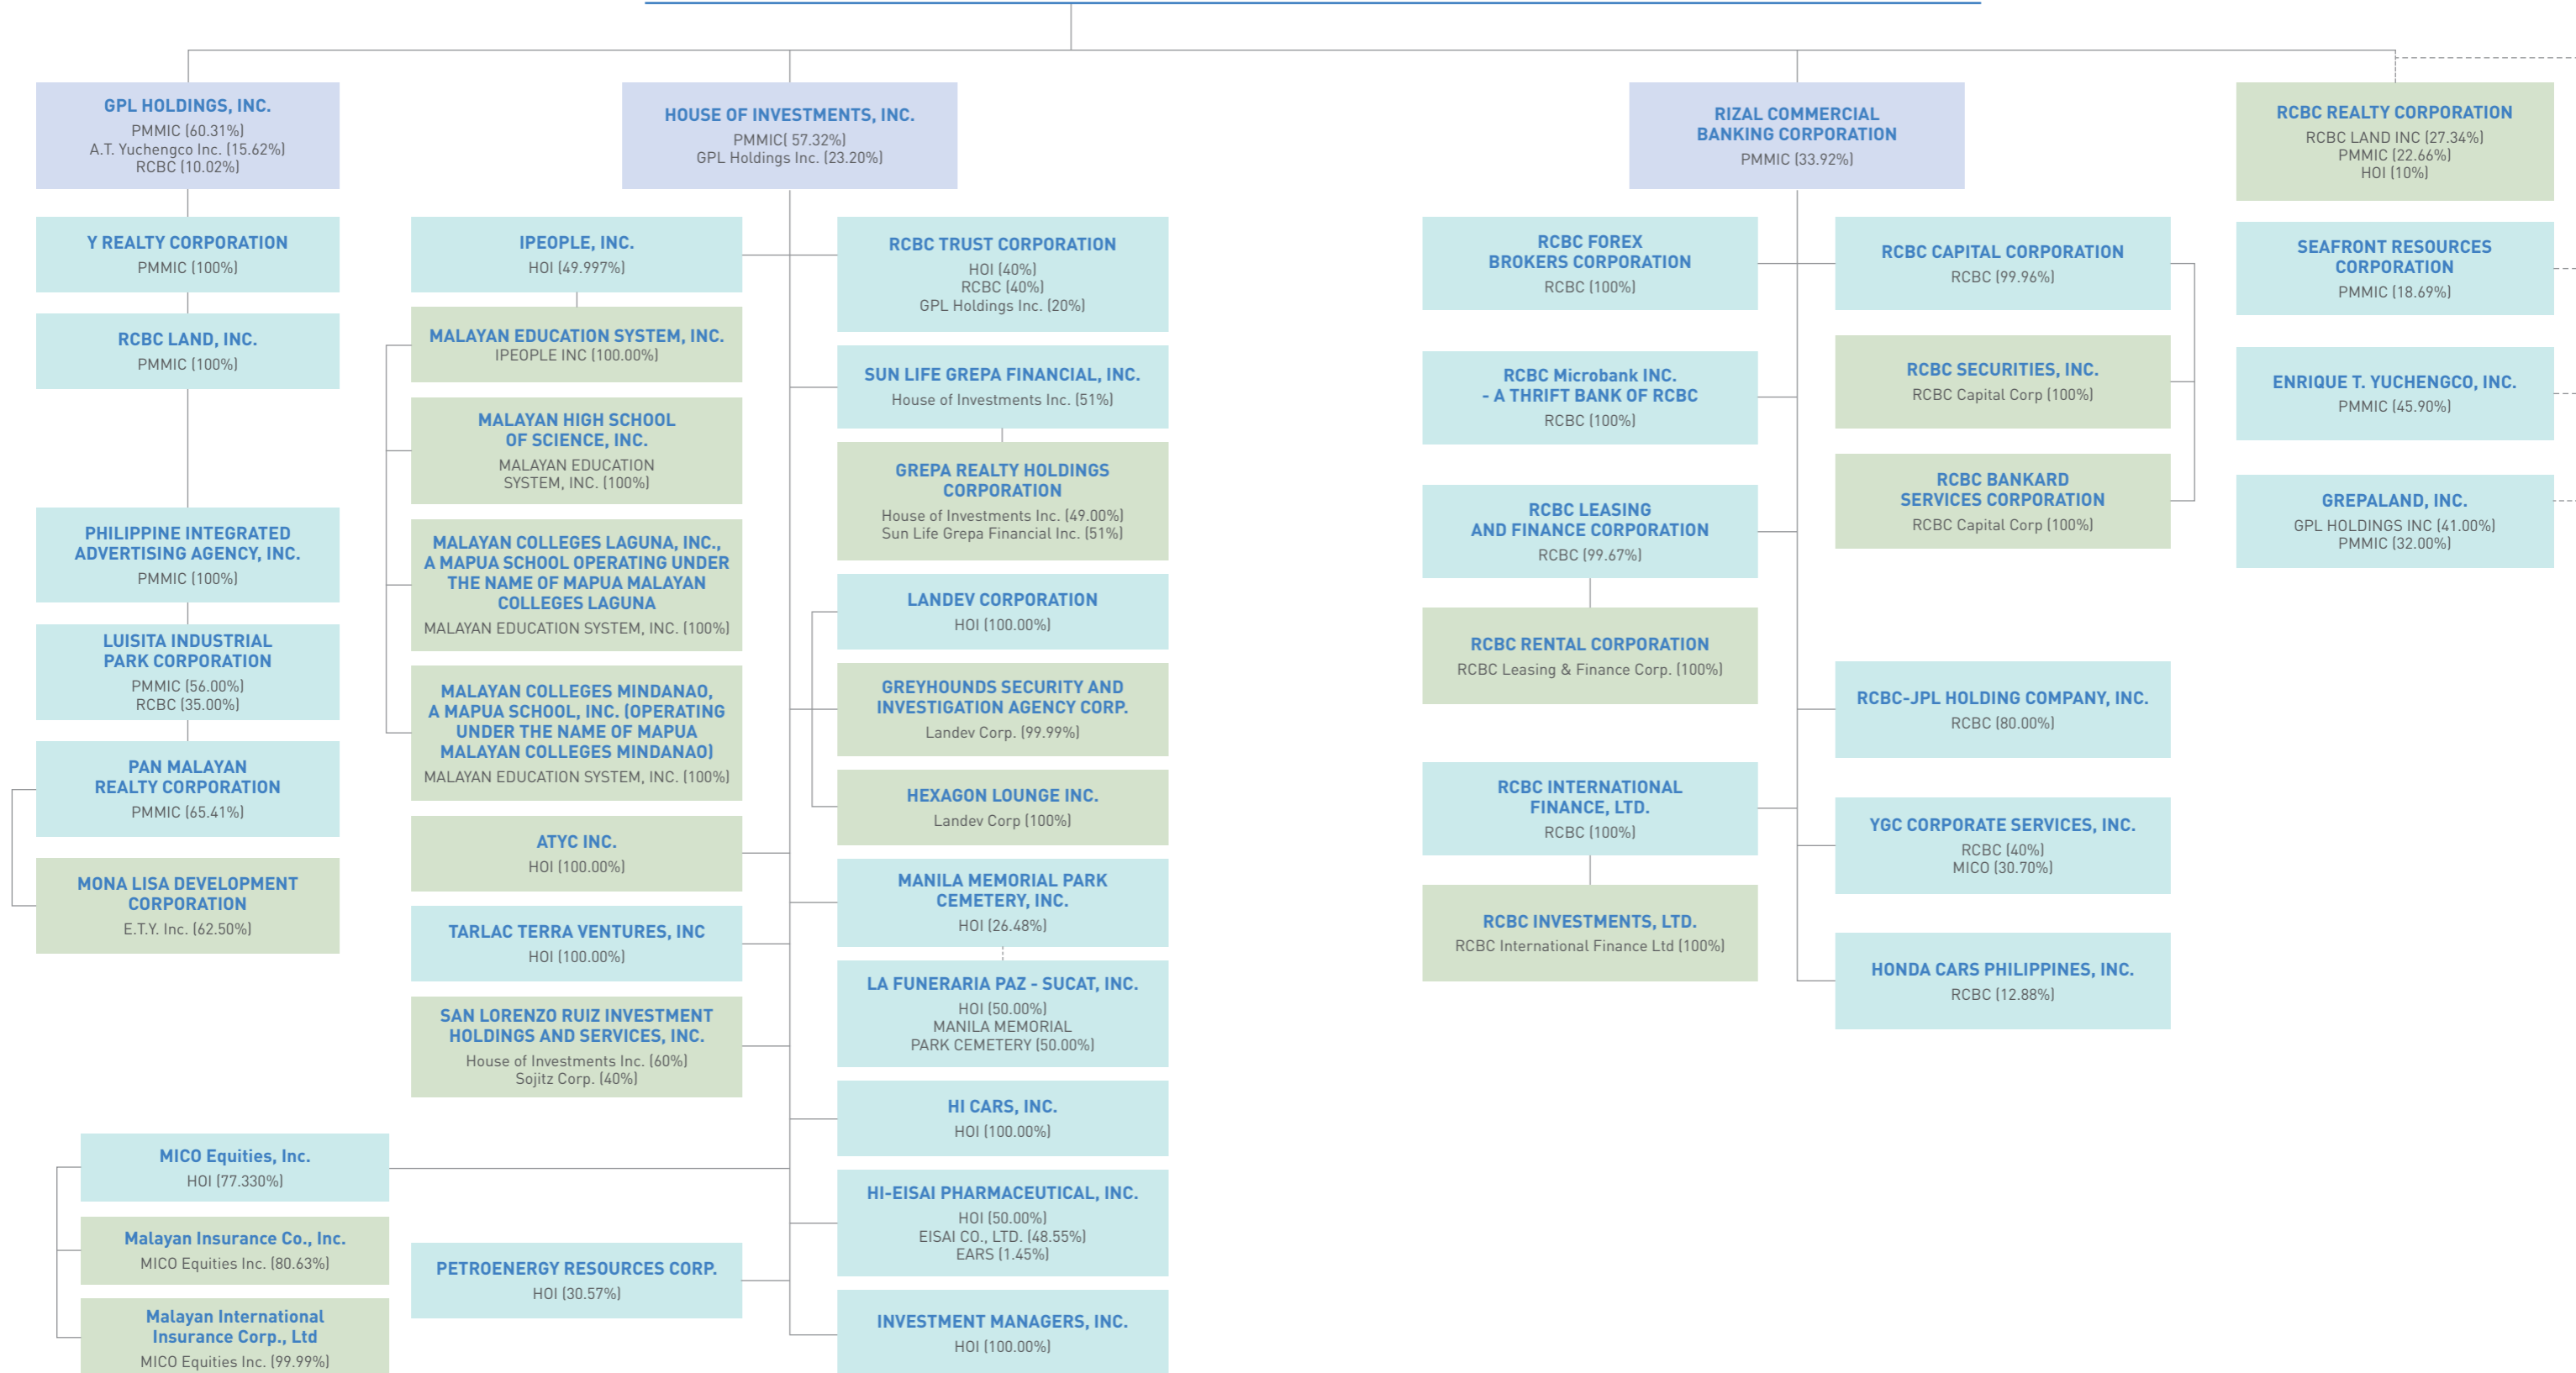 GPL HOLDINGS, INC.
PMMIC (60.31%)
A.T. Yuchengco Inc. (15.62%)
RCBC (10.02%)
Y REALTY CORPORATION
PMMIC (100%)
RCBC LAND, INC.
PMMIC (100%)
PHILIPPINE INTEGRATED
ADVERTISING AGENCY, INC.
PMMIC (100%)
LUISITA INDUSTRIAL
PARK CORPORATION
PMMIC (56.00%)
RCBC (35.00%)
PAN MALAYAN
REALTY CORPORATION
PMMIC (65.41%)
MONA LISA DEVELOPMENT
CORPORATION
E.T.Y. Inc. (62.50%)
HOUSE OF INVESTMENTS, INC.
PMMIC( 57.32%)
GPL Holdings Inc. (23.20%)
IPEOPLE, INC.
HOI (49.997%)
MALAYAN EDUCATION SYSTEM, INC.
IPEOPLE INC (100.00%)
MALAYAN HIGH SCHOOL
OF SCIENCE, INC.
MALAYAN EDUCATION
SYSTEM, INC. (100%)
MALAYAN COLLEGES LAGUNA, INC.,
A MAPUA SCHOOL OPERATING UNDER
THE NAME OF MAPUA MALAYAN
COLLEGES LAGUNA
MALAYAN EDUCATION SYSTEM, INC. (100%)
MALAYAN COLLEGES MINDANAO,
A MAPUA SCHOOL, INC. (OPERATING
UNDER THE NAME OF MAPUA
MALAYAN COLLEGES MINDANAO)
MALAYAN EDUCATION SYSTEM, INC. (100%)
ATYC INC.
HOI (100.00%)
TARLAC TERRA VENTURES, INC
HOI (100.00%)
SAN LORENZO RUIZ INVESTMENT
HOLDINGS AND SERVICES, INC.
House of Investments Inc. (60%)
Sojitz Corp. (40%)
MICO Equities, Inc.
HOI (77.330%)
Malayan Insurance Co., Inc.
MICO Equities Inc. (80.63%)
Malayan International
Insurance Corp., Ltd
MICO Equities Inc. (99.99%)
PETROENERGY RESOURCES CORP.
HOI (30.57%)
RCBC TRUST CORPORATION
HOI (40%)
RCBC (40%)
GPL Holdings Inc. (20%)
SUN LIFE GREPA FINANCIAL, INC.
House of Investments Inc. (51%)
GREPA REALTY HOLDINGS
CORPORATION
House of Investments Inc. (49.00%)
Sun Life Grepa Financial Inc. (51%)
LANDEV CORPORATION
HOI (100.00%)
GREYHOUNDS SECURITY AND
INVESTIGATION AGENCY CORP.
Landev Corp. (99.99%)
HEXAGON LOUNGE INC.
Landev Corp (100%)
MANILA MEMORIAL PARK
CEMETERY, INC.
HOI (26.48%)
LA FUNERARIA PAZ - SUCAT, INC.
HOI (50.00%)
MANILA MEMORIAL
PARK CEMETERY (50.00%)
HI CARS, INC.
HOI (100.00%)
HI-EISAI PHARMACEUTICAL, INC.
HOI (50.00%)
EISAI CO., LTD. (48.55%)
EARS (1.45%)
INVESTMENT MANAGERS, INC.
HOI (100.00%)
RIZAL COMMERCIAL
BANKING CORPORATION
PMMIC (33.92%)
RCBC FOREX
BROKERS CORPORATION
RCBC (100%)
RCBC Microbank INC.
- A THRIFT BANK OF RCBC
RCBC (100%)
RCBC LEASING
AND FINANCE CORPORATION
RCBC (99.67%)
RCBC RENTAL CORPORATION
RCBC Leasing & Finance Corp. (100%)
RCBC INTERNATIONAL
FINANCE, LTD.
RCBC (100%)
RCBC INVESTMENTS, LTD.
RCBC International Finance Ltd (100%)
RCBC CAPITAL CORPORATION
RCBC (99.96%)
RCBC SECURITIES, INC.
RCBC Capital Corp (100%)
RCBC BANKARD
SERVICES CORPORATION
RCBC Capital Corp (100%)
RCBC-JPL HOLDING COMPANY, INC.
RCBC (80.00%)
YGC CORPORATE SERVICES, INC.
RCBC (40%)
MICO (30.70%)
HONDA CARS PHILIPPINES, INC.
RCBC (12.88%)
RCBC REALTY CORPORATION
RCBC LAND INC (27.34%)
PMMIC (22.66%)
HOI (10%)
SEAFRONT RESOURCES
CORPORATION
PMMIC (18.69%)
ENRIQUE T. YUCHENGCO, INC.
PMMIC (45.90%)
GREPALAND, INC.
GPL HOLDINGS INC (41.00%)
PMMIC (32.00%)